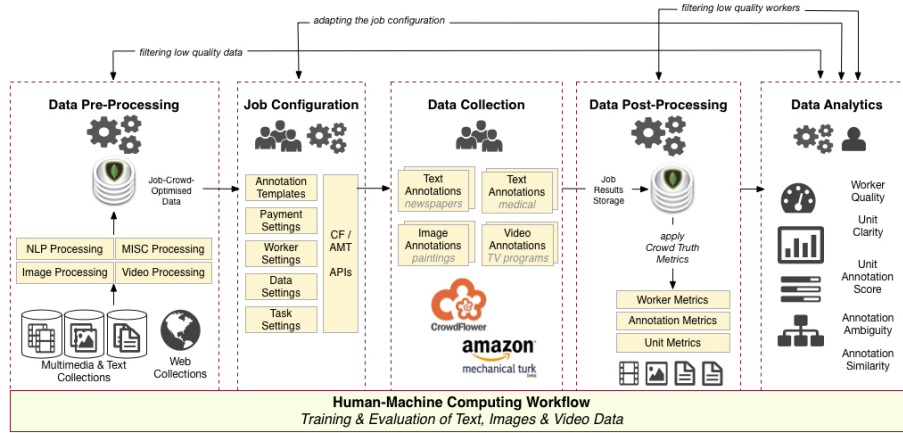 filtering low quality workers
adapting the job configuration
filtering low quality data
Data Pre-Processing
Job-Crowd-
Optimised
Data
NLP Processing
MISC Processing
Image Processing
Video Processing
Multimedia & Text
Collections
Web
Collections
Job Configuration
Annotation
Templates
Payment
Settings
Worker
Settings
Data
Settings
Task
Settings
CF /
AMT
APIs
Data Collection
Text
Annotations
newspapers
Text
Annotations
medical
Image
Annotations
paintings
Video
Annotations
TV programs
CrowdFlower
amazon
mechanical turk
beta
Data Post-Processing
Job
Results
Storage
apply
Crowd Truth
Metrics
Worker Metrics
Annotation Metrics
Unit Metrics
Data Analytics
Worker
Quality
Unit
Clarity
Unit
Annotation
Score
Annotation
Ambiguity
Annotation
Similarity
Human-Machine Computing Workflow
Training & Evaluation of Text, Images & Video Data